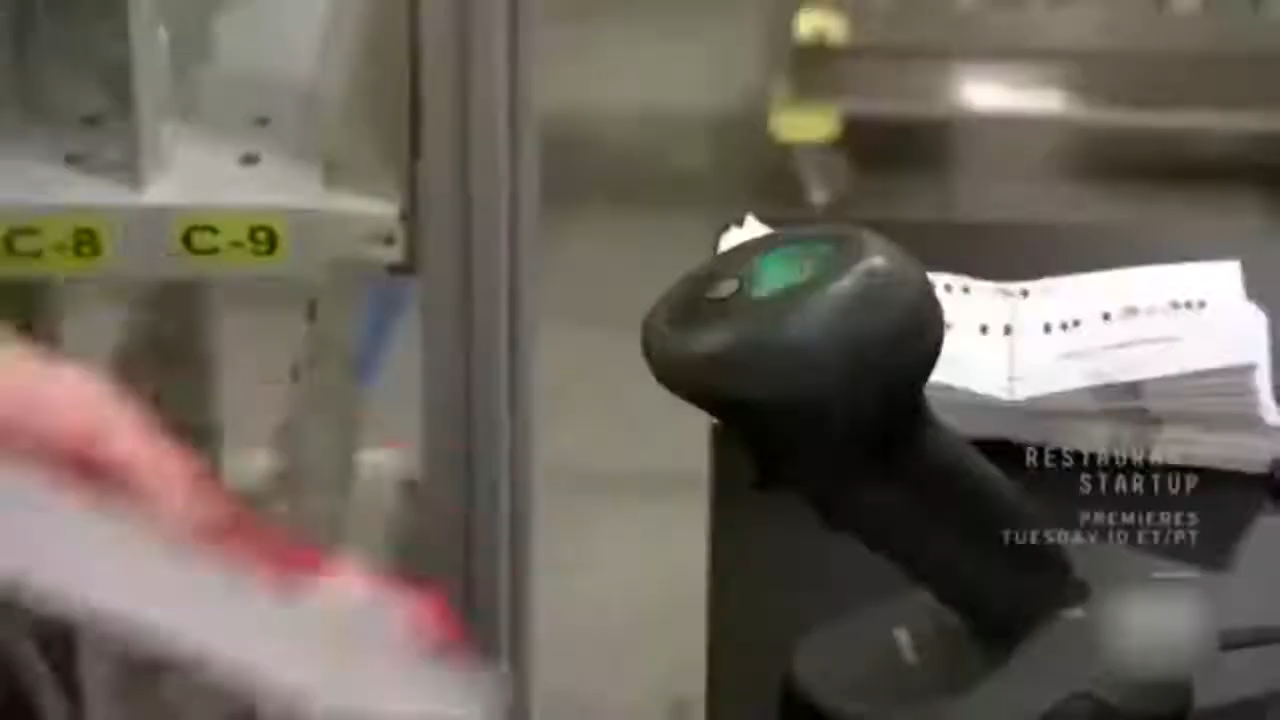 C-8 C-9
RESTAURANT
STARTUP
PREMIERES
TUESDAY 10 ET/PT